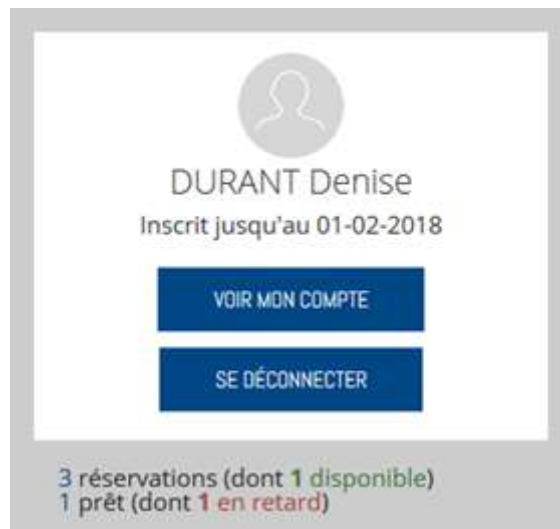 DURANT Denise
Inscrit jusqu'au 01-02-2018
VOIR MON COMPTE
SE DÉCONNECTER
3 réservations (dont 1 disponible)
1 prêt (dont 1 en retard)